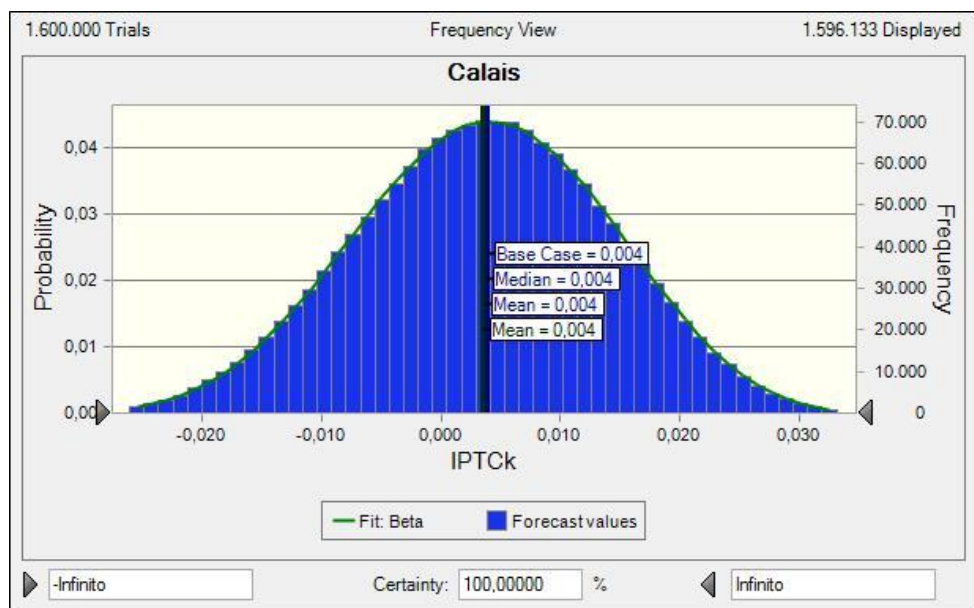 1.600.000 Trials Frequency View 1.596.133 Displayed
Calais
Probability
0,04
0,03
0,02
0,01
0,00
Base Case = 0,004
Median = 0,004
Mean = 0,004
Mean = 0,004
70.000
60.000
50.000
40.000
30.000
20.000
10.000
0
Frequency
-0,020 -0,010 0,000 0,010 0,020 0,030
IPTCk
Fit: Beta Forecast values
-Infinito Certainty: 100,00000 % Infinito